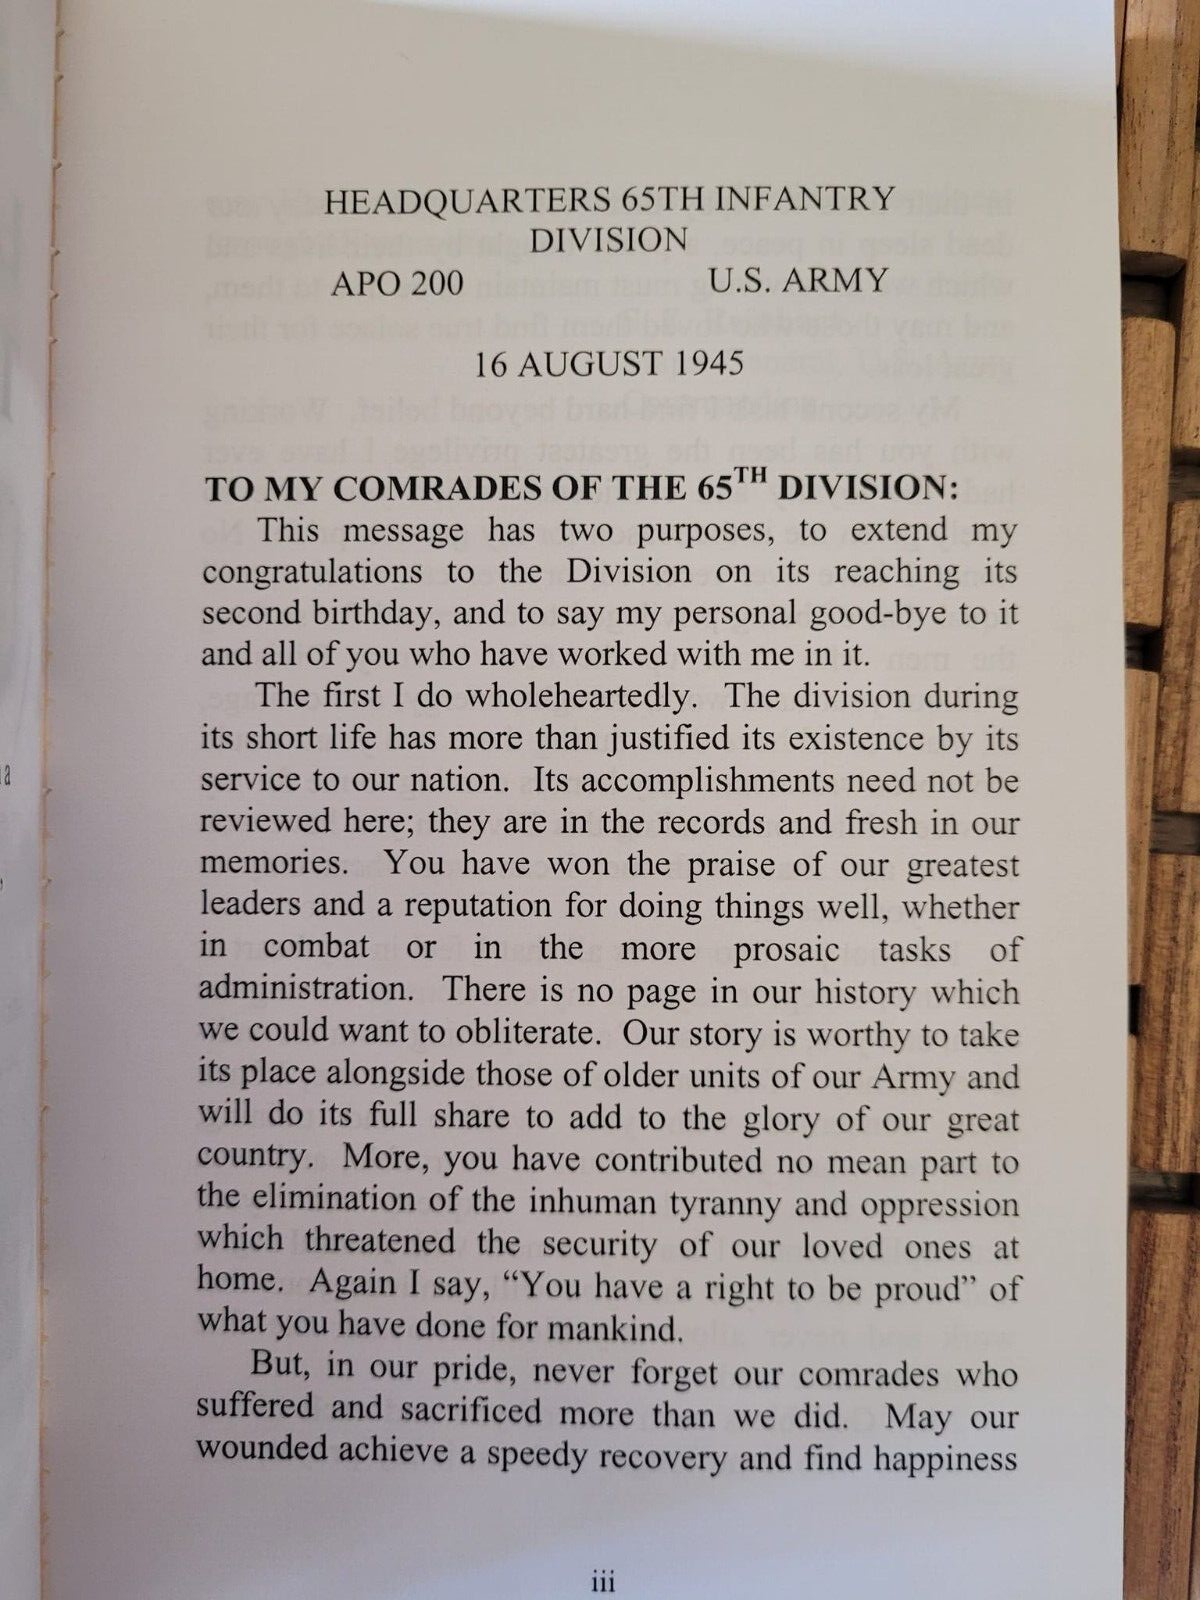 HEADQUARTERS 65TH INFANTRY
DIVISION
APO 200 U.S. ARMY
16 AUGUST 1945
TO MY COMRADES OF THE 65TH DIVISION:
This message has two purposes, to extend my
congratulations to the Division on its reaching its
second birthday, and to say my personal good-bye to it
and all of you who have worked with me in it.
The first I do wholeheartedly. The division during
its short life has more than justified its existence by its
service to our nation. Its accomplishments need not be
reviewed here; they are in the records and fresh in our
memories. You have won the praise of our greatest
leaders and a reputation for doing things well, whether
in combat or in the more prosaic tasks of
administration. There is no page in our history which
we could want to obliterate. Our story is worthy to take
its place alongside those of older units of our Army and
will do its full share to add to the glory of our great
country. More, you have contributed no mean part to
the elimination of the inhuman tyranny and oppression
which threatened the security of our loved ones at
home. Again I say, “You have a right to be proud” of
what you have done for mankind.
But, in our pride, never forget our comrades who
suffered and sacrificed more than we did. May our
wounded achieve a speedy recovery and find happiness
iii